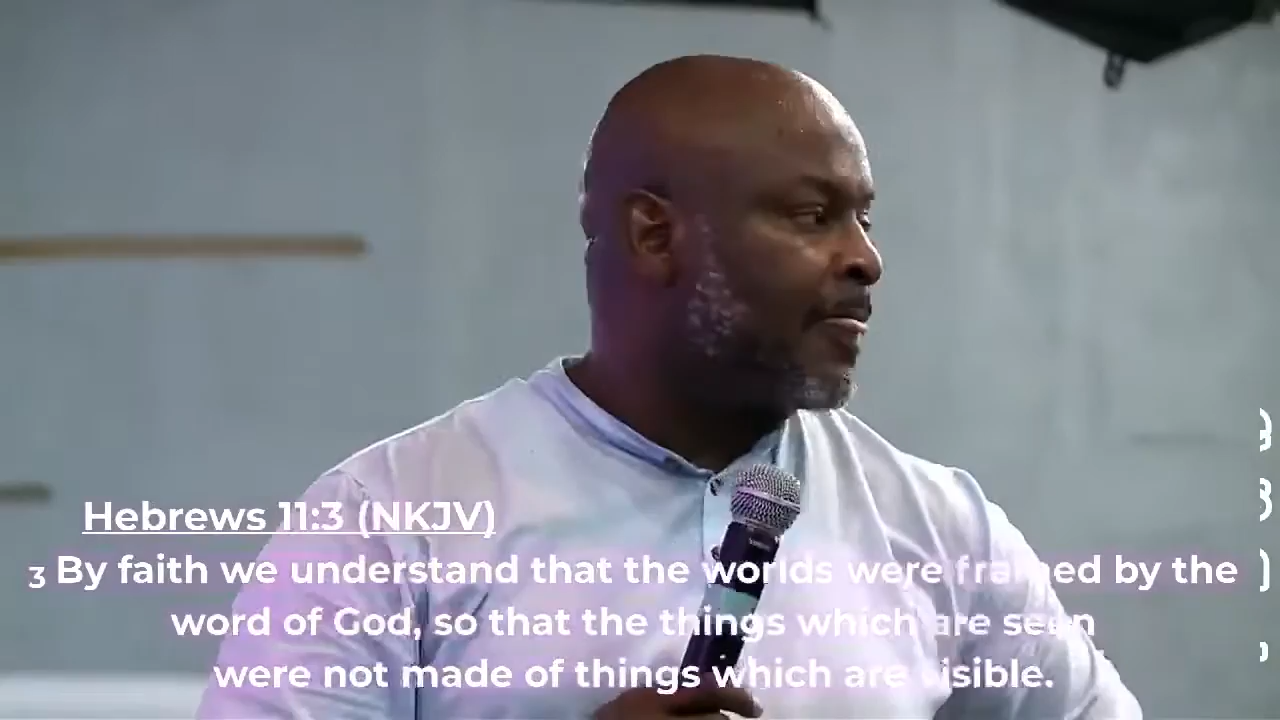 Hebrews 11:3 (NKJV)
3 By faith we understand that the worlds were framed by the
word of God, so that the things which are seen
were not made of things which are visible.